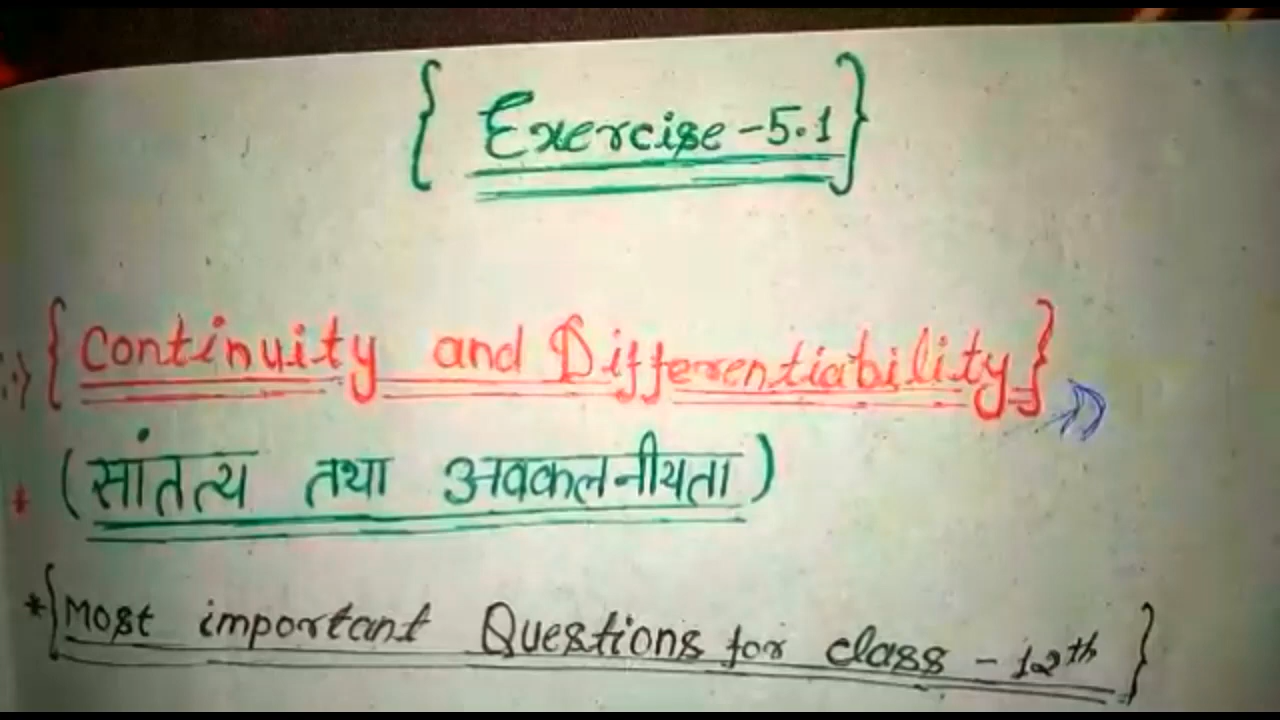 { Exercise-5.1 }
:·) { Continuity and Differentiability }
* (सांतत्य तथा अवकलनीयता)
* { Most important Questions for class - 12th }